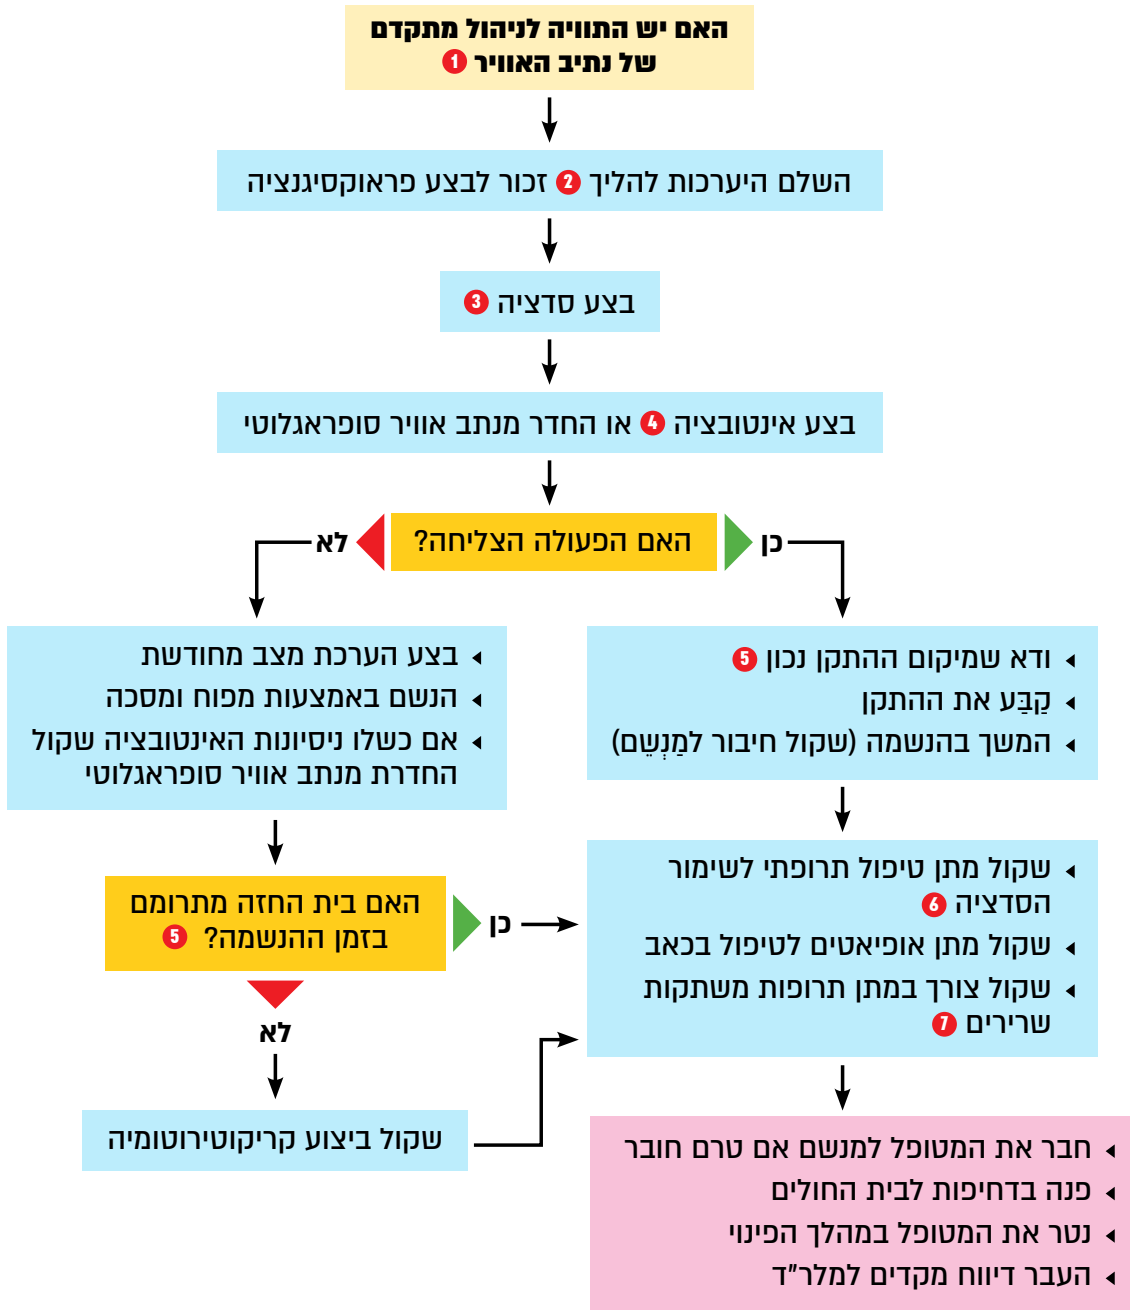 האם יש התוויה לניהול מתקדם
של נתיב האוויר 1
השלם היערכות להליך 2 זכור לבצע פראוקסיגנציה
בצע סדציה 3
בצע אינטובציה 4 או החדר מנתב אוויר סופראגלוטי
האם הפעולה הצליחה?
כן
לא
ודא שמיקום ההתקן נכון 5
קַבַּע את ההתקן
המשך בהנשמה (שקול חיבור למַנְשֵׁם)
בצע הערכת מצב מחודשת
הנשם באמצעות מפוח ומסכה
אם כשלו ניסיונות האינטובציה שקול
החדרת מנתב אוויר סופראגלוטי
האם בית החזה מתרומם
בזמן ההנשמה? 5
כן
לא
שקול ביצוע קריקוטירוטומיה
שקול מתן טיפול תרופתי לשימור
הסדציה 6
שקול מתן אופיאטים לטיפול בכאב
שקול צורך במתן תרופות משתקות
שרירים 7
חבר את המטופל למנשם אם טרם חובר
פנה בדחיפות לבית החולים
נטר את המטופל במהלך הפינוי
העבר דיווח מקדים למלר"ד